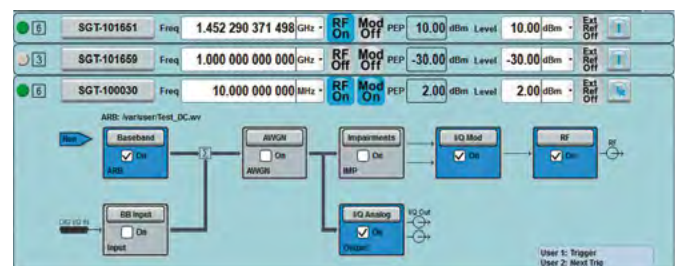 6 SGT-101651 Freq 1.452 290 371 498 GHz RF On Mod Off PEP 10.00 dBm Level 10.00 dBm Ext Ref Off
3 SGT-101659 Freq 1.000 000 000 000 GHz RF Off Mod Off PEP -30.00 dBm Level -30.00 dBm Ext Ref Off
6 SGT-100030 Freq 10.000 000 000 000 MHz RF On Mod On PEP 2.00 dBm Level 2.00 dBm Ext Ref Off
ARB: /var/user/Test_DC.wv
Baseband AWGN Impairments I/Q Mod RF
On On On On On RF
ARB AWGN IMP
BB Input I/Q Analog I/Q Out
On On
Input Output
User 1: Trigger
User 2: Next Trig